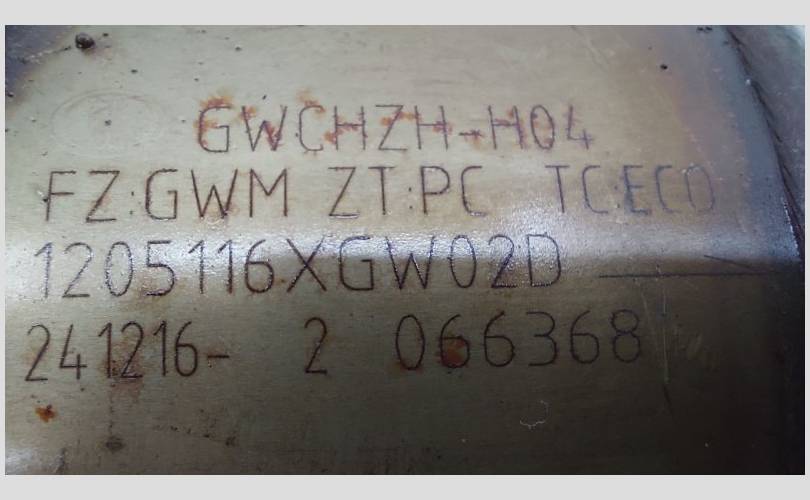 GWCHZH-H04
FZ:GWM ZT:PC TC:ECO
1205116XGW02D
241216- 2 066368